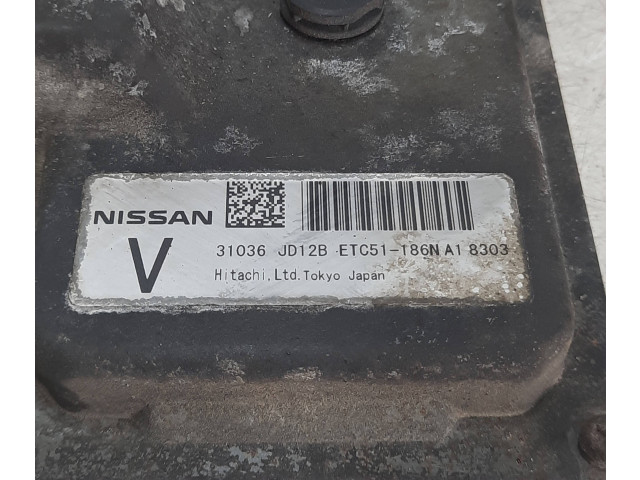 NISSAN
V
31036 JD12B ETC51-186N A1 8303
Hitachi, Ltd. Tokyo Japan